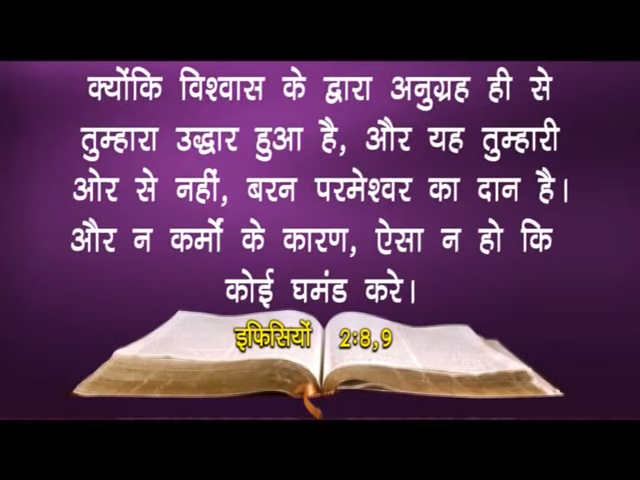 क्योंकि विश्वास के द्वारा अनुग्रह ही से
तुम्हारा उद्धार हुआ है, और यह तुम्हारी
ओर से नहीं, बरन परमेश्वर का दान है।
और न कर्मो के कारण, ऐसा न हो कि
कोई घमंड करे।
इफिसियों 2:8,9